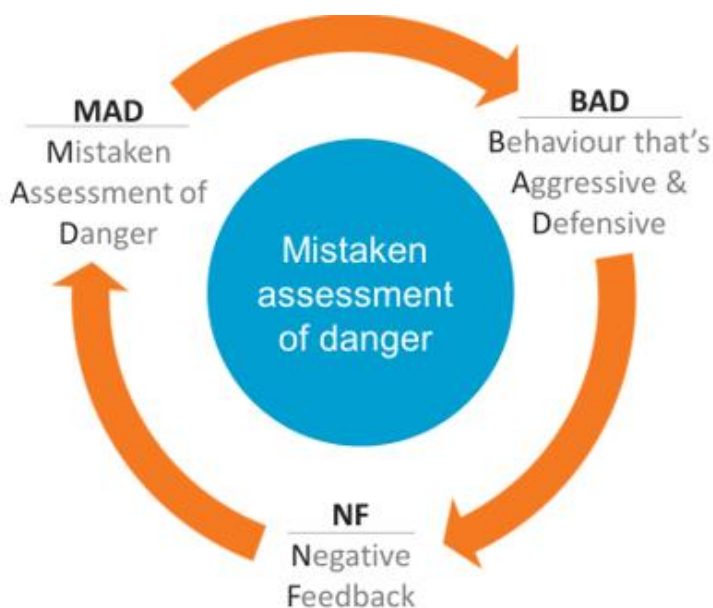 MAD
Mistaken
Assessment of
Danger
BAD
Behaviour that's
Aggressive &
Defensive
Mistaken
assessment
of danger
NF
Negative
Feedback